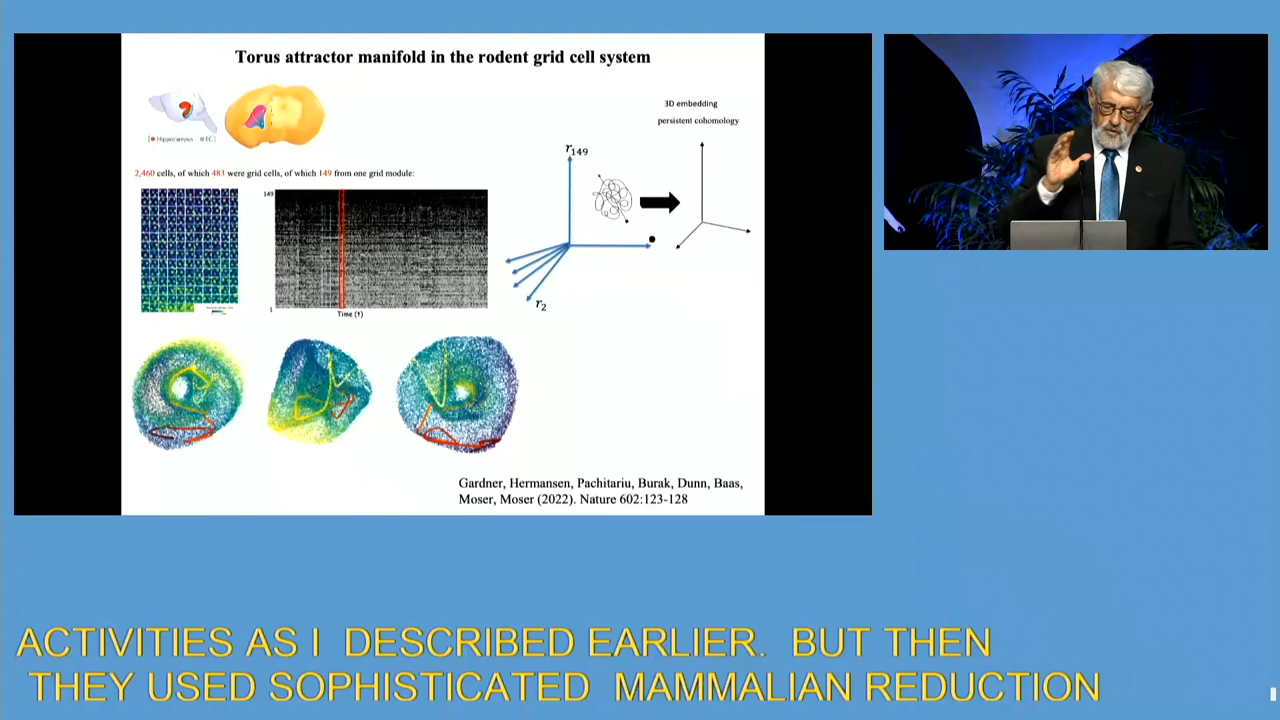 Torus attractor manifold in the rodent grid cell system
3D embedding
persistent cohomology
Hippocampus EC
r149
2,460 cells, of which 483 were grid cells, of which 149 from one grid module:
149
1
Time (t)
r2
Gardner, Hermansen, Pachitariu, Burak, Dunn, Baas,
Moser, Moser (2022). Nature 602:123-128
ACTIVITIES AS I DESCRIBED EARLIER. BUT THEN
THEY USED SOPHISTICATED MAMMALIAN REDUCTION